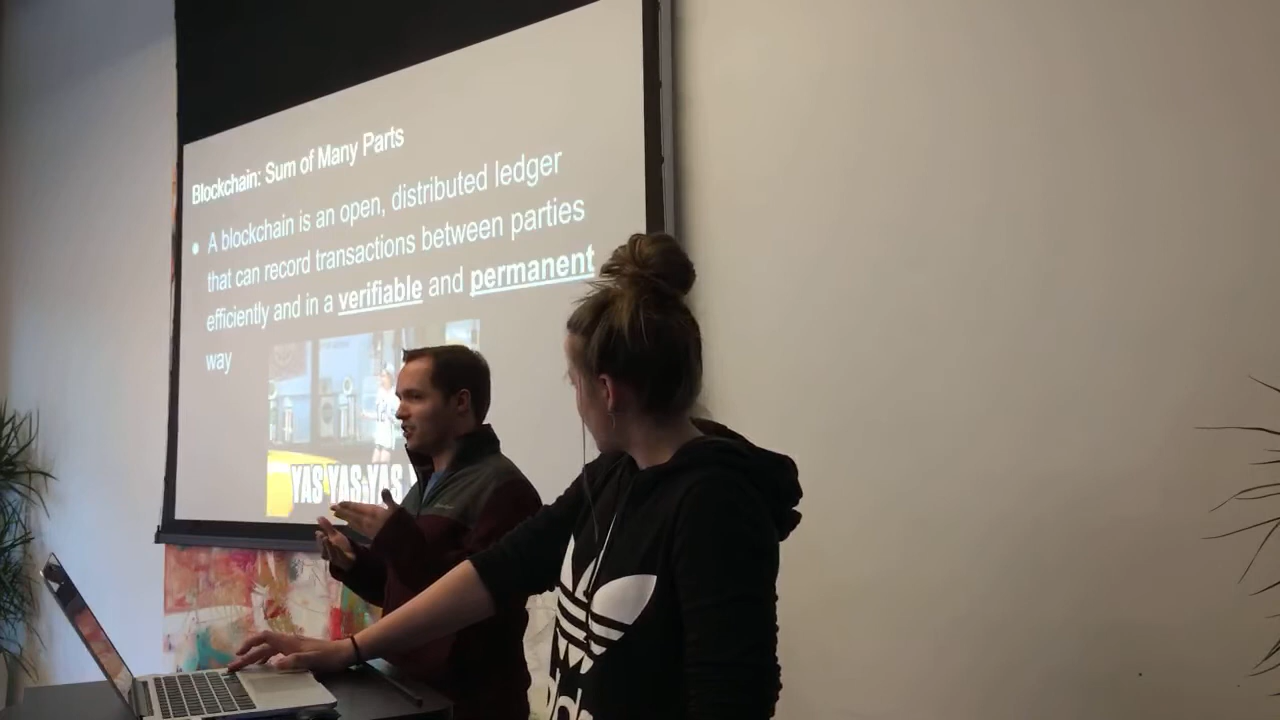 Blockchain: Sum of Many Parts
• A blockchain is an open, distributed ledger
that can record transactions between parties
efficiently and in a verifiable and permanent
way
YAS YAS YAS